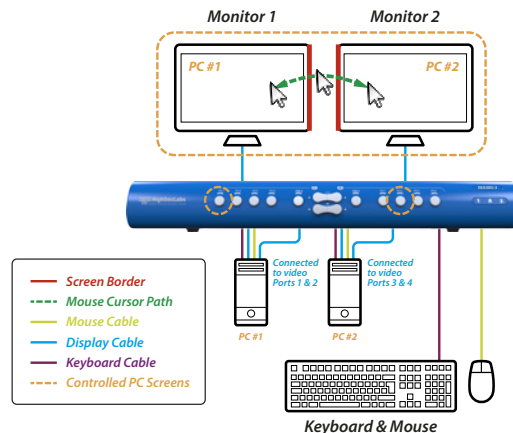 Monitor 1
Monitor 2
PC #1
PC #2
Connected
to video
Ports 1 & 2
Connected
to video
Ports 3 & 4
PC #1
PC #2
Screen Border
Mouse Cursor Path
Mouse Cable
Display Cable
Keyboard Cable
Controlled PC Screens
Keyboard & Mouse